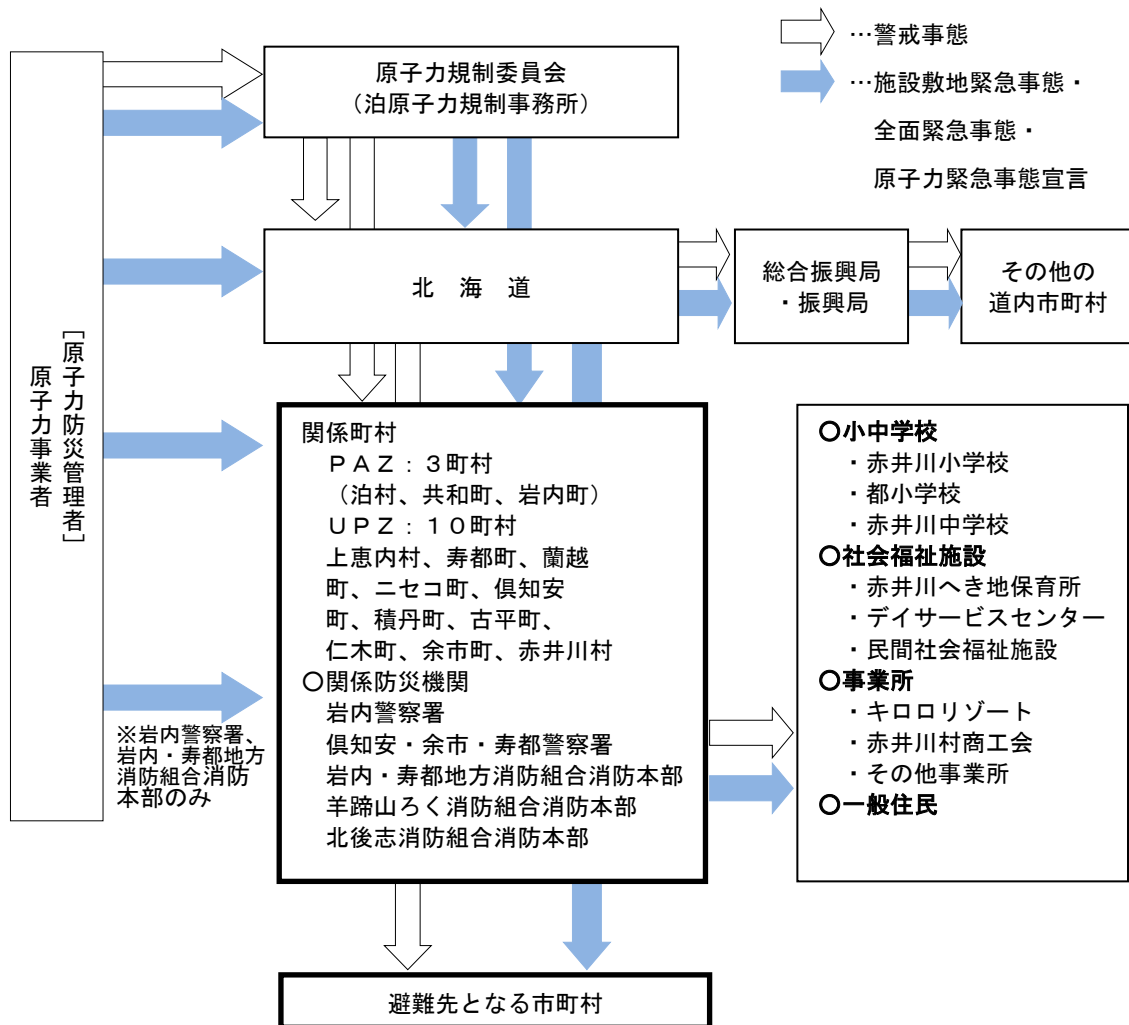 …警戒事態
…施設敷地緊急事態・
全面緊急事態・
原子力緊急事態宣言
[原子力防災管理者]
原子力事業者
原子力規制委員会
（泊原子力規制事務所）
北 海 道
総合振興局
・振興局
その他の
道内市町村
関係町村
ＰＡＺ：３町村
（泊村、共和町、岩内町）
ＵＰＺ：１０町村
上恵内村、寿都町、蘭越
町、ニセコ町、倶知安
町、積丹町、古平町、
仁木町、余市町、赤井川村
〇関係防災機関
岩内警察署
倶知安・余市・寿都警察署
岩内・寿都地方消防組合消防本部
羊蹄山ろく消防組合消防本部
北後志消防組合消防本部
※岩内警察署、
岩内・寿都地方
消防組合消防
本部のみ
〇小中学校
・赤井川小学校
・都小学校
・赤井川中学校
〇社会福祉施設
・赤井川へき地保育所
・デイサービスセンター
・民間社会福祉施設
〇事業所
・キロロリゾート
・赤井川村商工会
・その他事業所
〇一般住民
避難先となる市町村